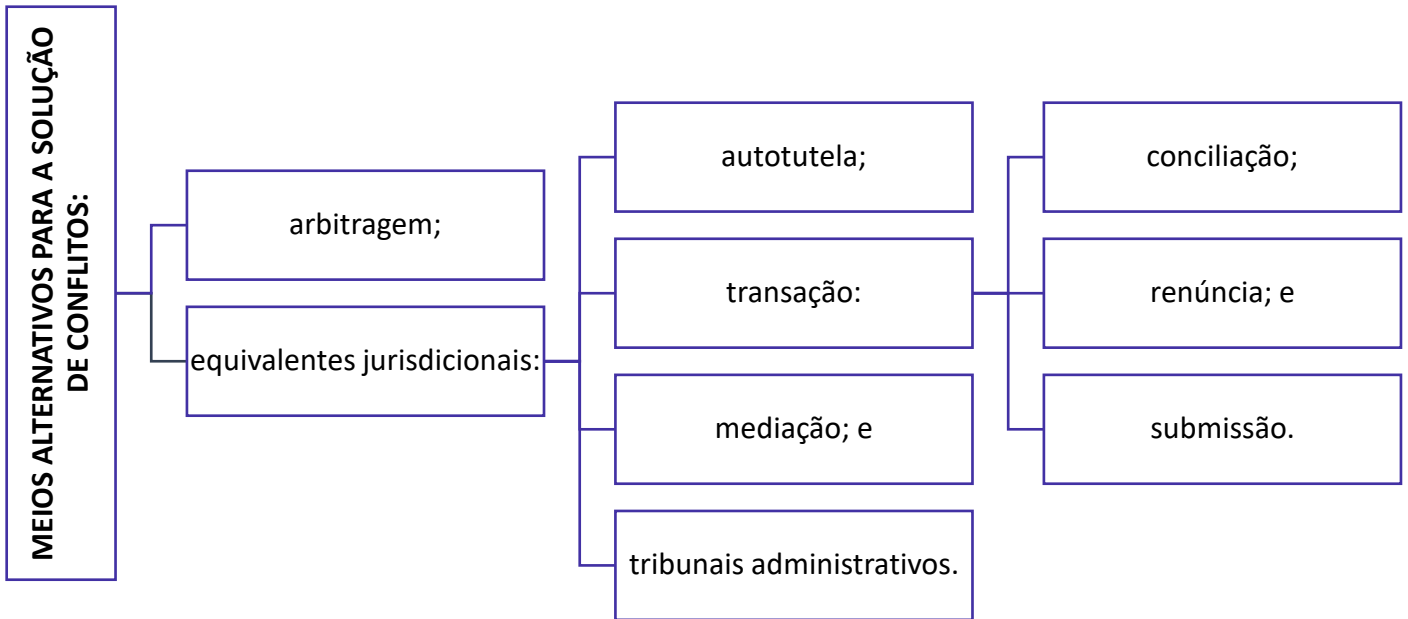 MEIOS ALTERNATIVOS PARA A SOLUÇÃO
DE CONFLITOS:
arbitragem;
equivalentes jurisdicionais:
autotutela;
transação:
conciliação;
renúncia; e
submissão.
mediação; e
tribunais administrativos.